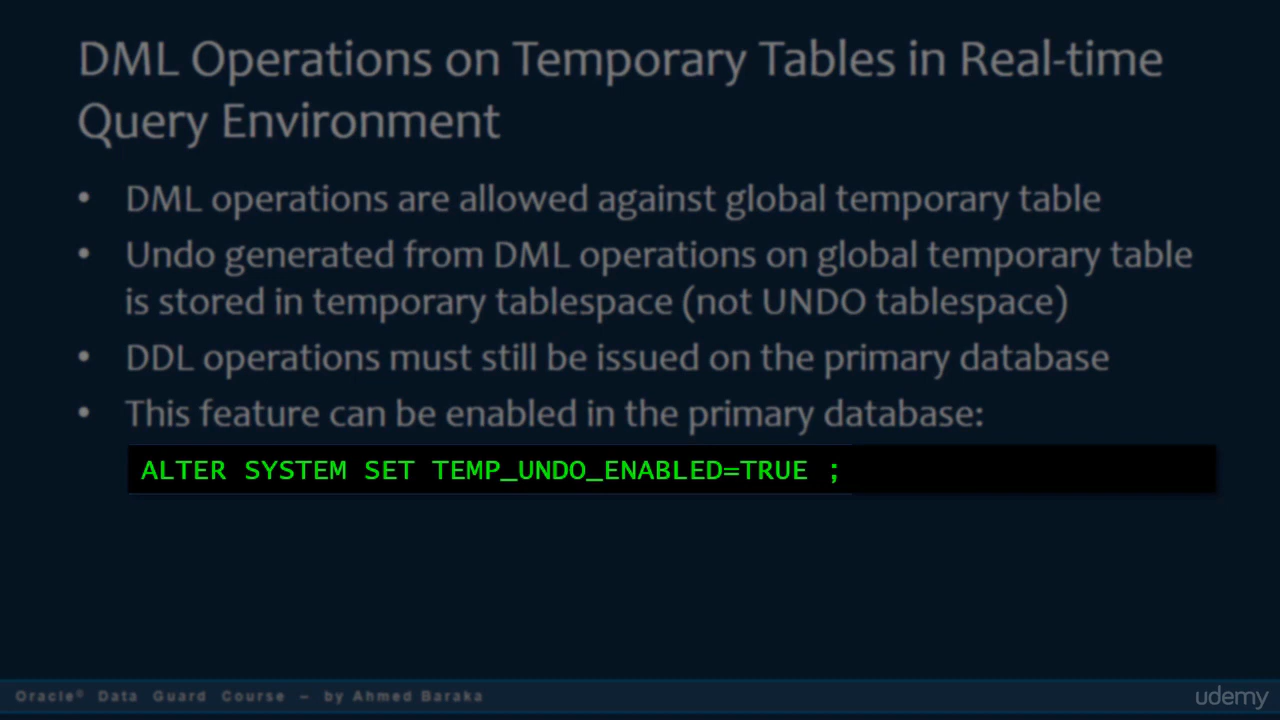 DML Operations on Temporary Tables in Real-time
Query Environment
• DML operations are allowed against global temporary table
• Undo generated from DML operations on global temporary table
is stored in temporary tablespace (not UNDO tablespace)
• DDL operations must still be issued on the primary database
• This feature can be enabled in the primary database:
ALTER SYSTEM SET TEMP_UNDO_ENABLED=TRUE ;
Oracle® Data Guard Course – by Ahmed Baraka
udemy